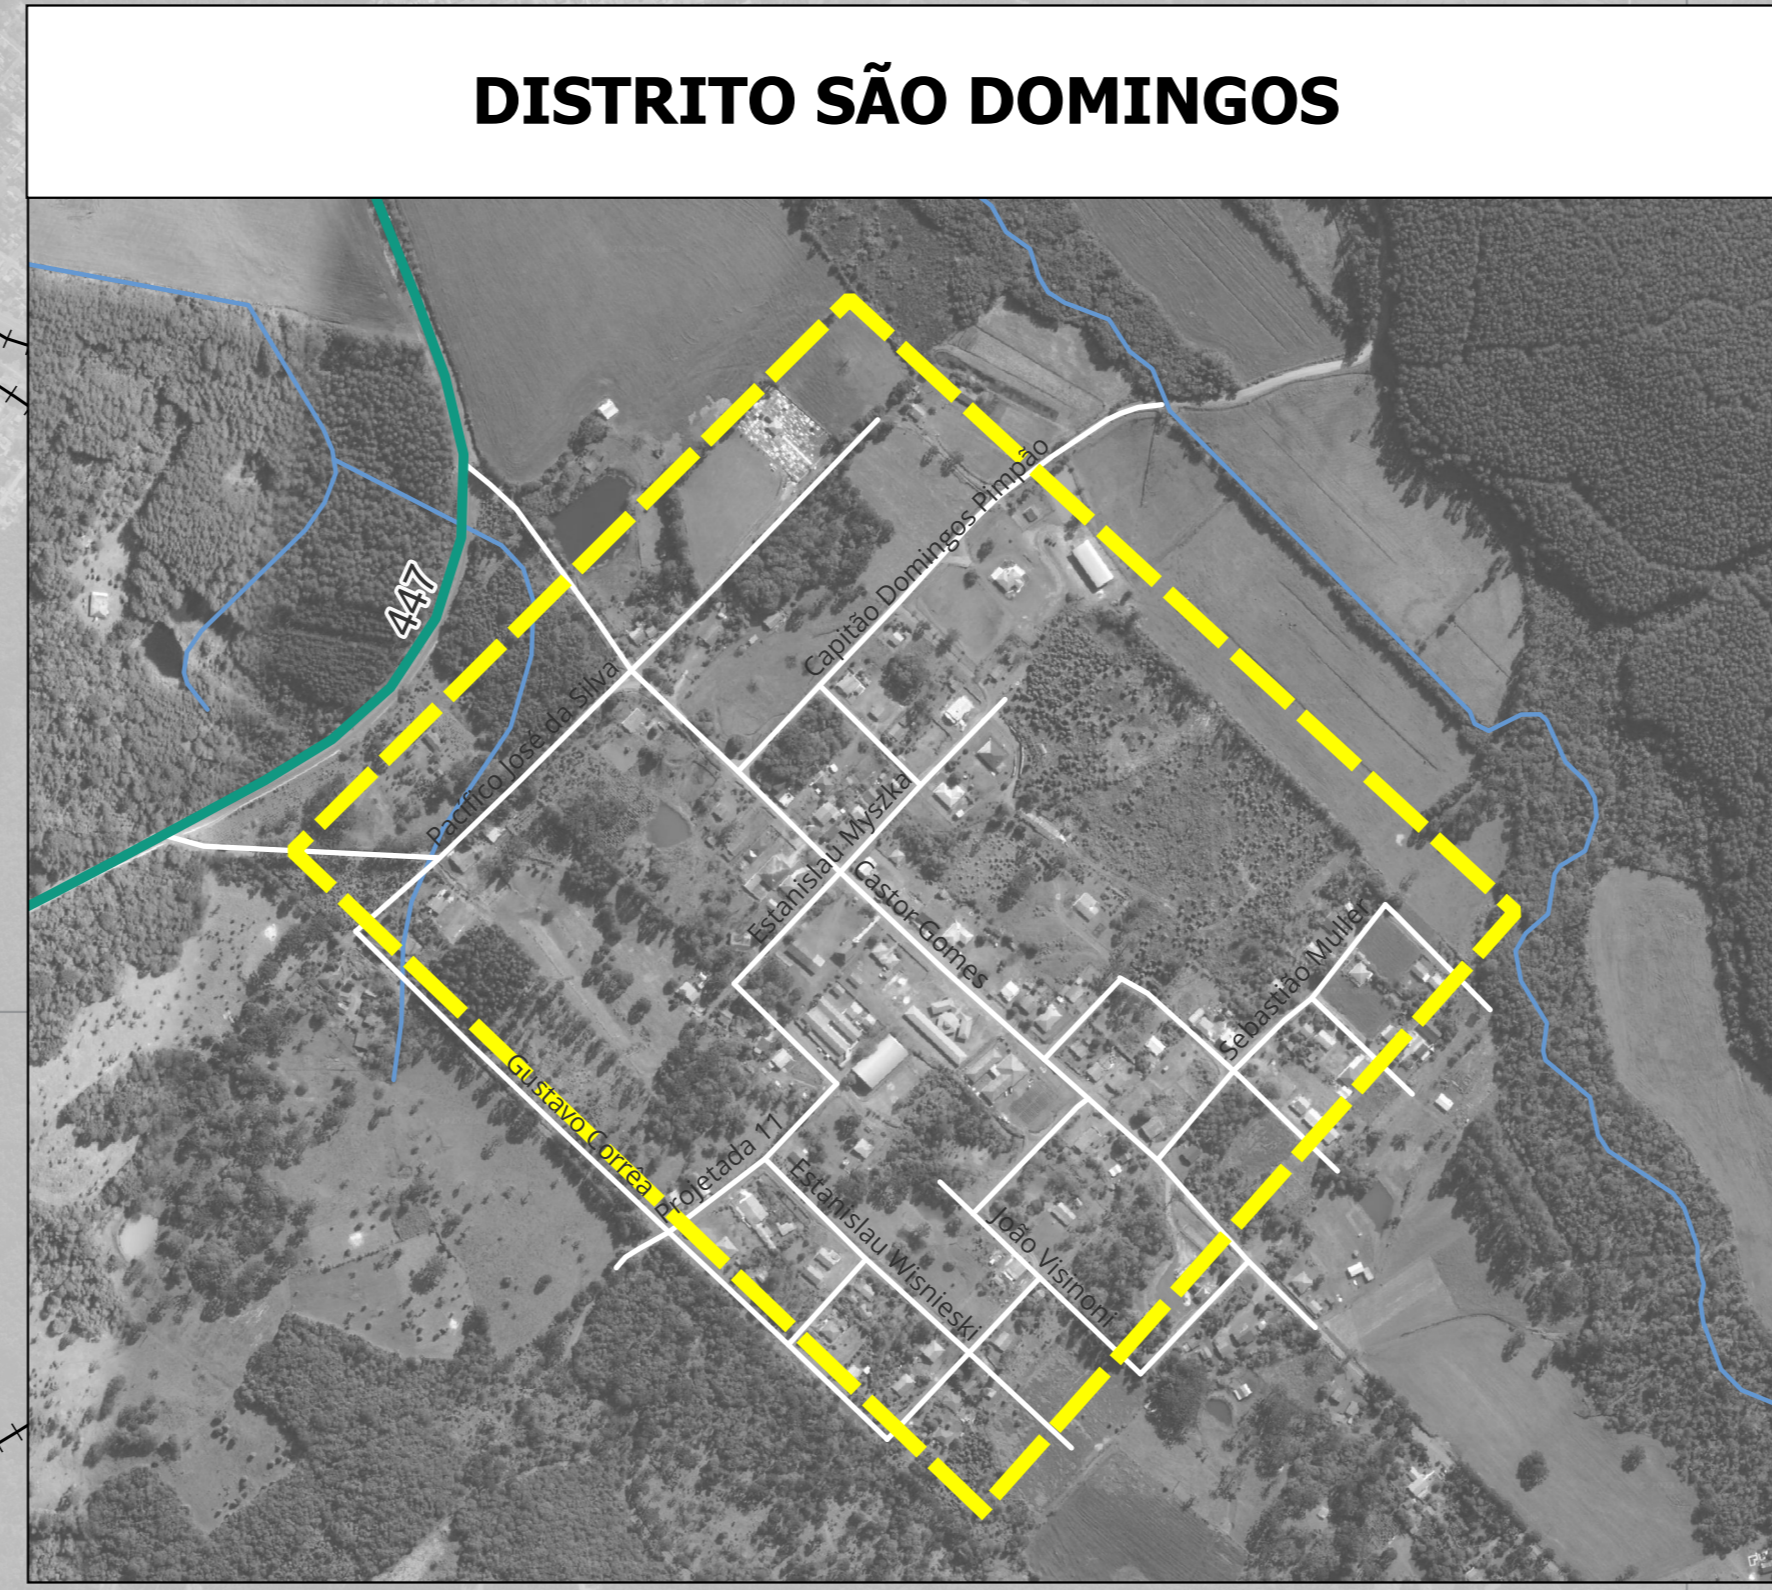 DISTRITO SÃO DOMINGOS
Capitão Domingos Pimpão
447
Pacífico José da Silva
Estanislau Myszka
Castor Gomes
Sebastião Muller
Gustavo Corrêa
Projetada 11
Estanislau Wisnieski
João Visinoni